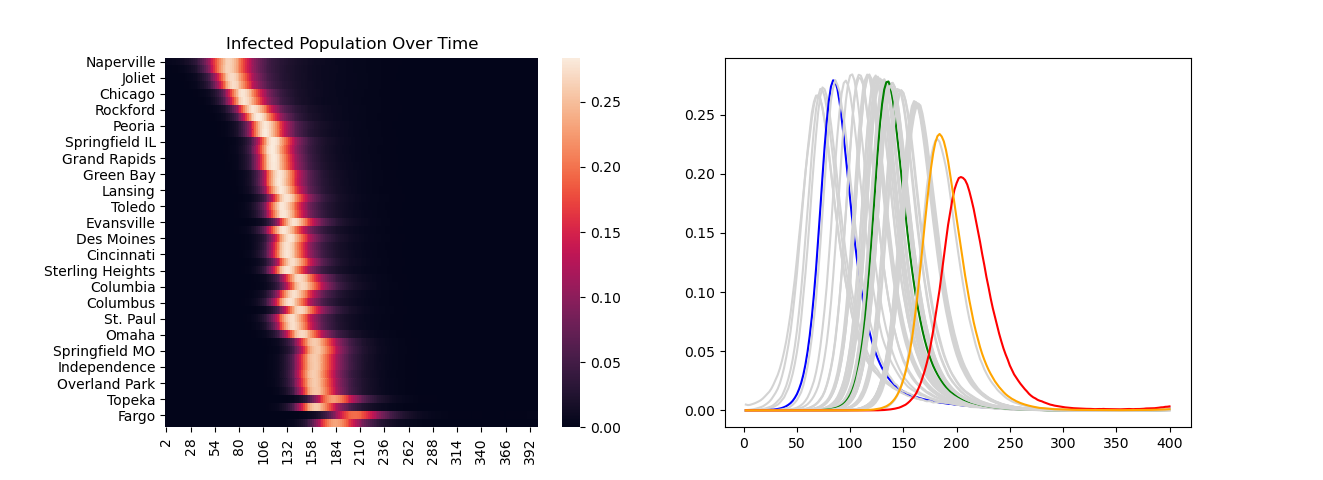 Infected Population Over Time
Naperville
Joliet
Chicago
Rockford
Peoria
Springfield IL
Grand Rapids
Green Bay
Lansing
Toledo
Evansville
Des Moines
Cincinnati
Sterling Heights
Columbia
Columbus
St. Paul
Omaha
Springfield MO
Independence
Overland Park
Topeka
Fargo
2 28 54 80 106 132 158 184 210 236 262 288 314 340 366 392
0.25
0.20
0.15
0.10
0.05
0.00
0.25
0.20
0.15
0.10
0.05
0.00
0 50 100 150 200 250 300 350 400